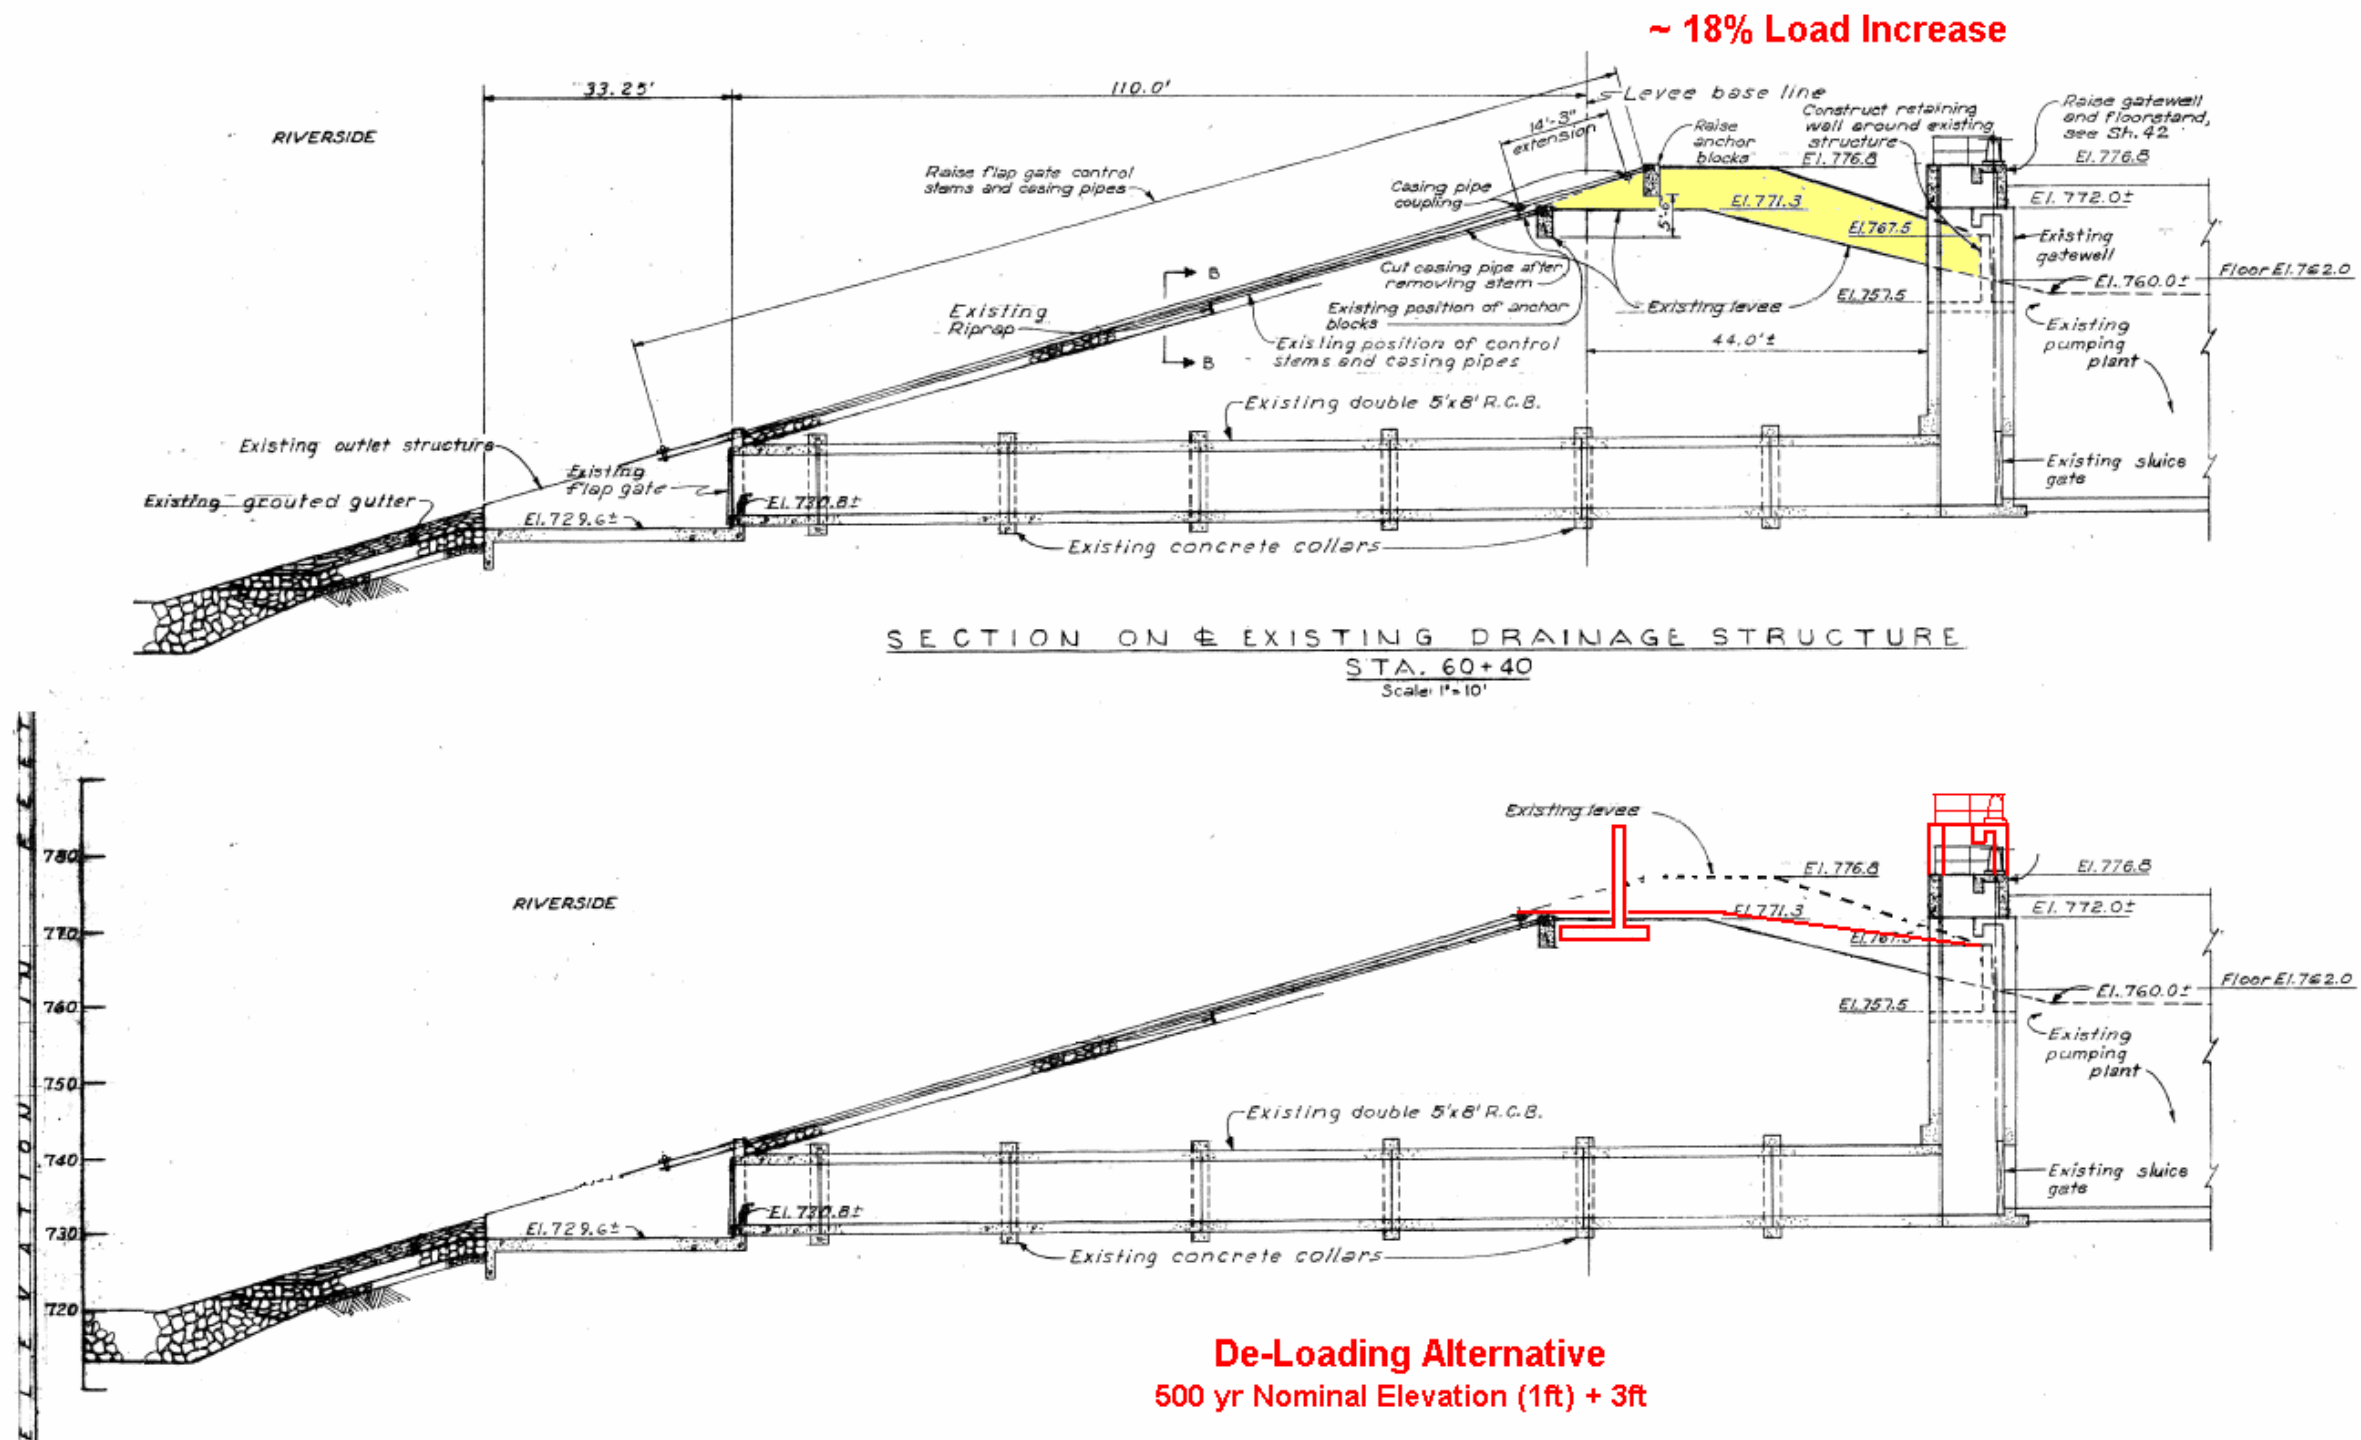 ~ 18% Load Increase
33.25'
110.0'
Levee base line
RIVERSIDE
14'-3"
extension
Raise
anchor
blocks
Construct retaining
wall around existing
structure
El.776.8
Raise gatewell
and floorstand,
see Sh. 42
El.776.8
Raise flap gate control
stems and casing pipes
Casing pipe
coupling
El.771.3
5'-6"
El.772.0±
El.767.5
Existing
gatewell
Floor El.762.0
Cut casing pipe after
removing stem
El.760.0±
Existing position of anchor
blocks
Existing levee
El.757.5
Existing
Riprap
B
B
Existing position of control
stems and casing pipes
44.0'±
Existing
pumping
plant
Existing double 5'x8' R.C.B.
Existing outlet structure
Existing
flap gate
Existing sluice
gate
Existing grouted gutter
El.730.8±
El.729.6±
Existing concrete collars
SECTION ON ℄ EXISTING DRAINAGE STRUCTURE
STA. 60+40
Scale: 1"=10'
ELEVATION IN FEET
780
770
760
750
740
730
720
Existing levee
RIVERSIDE
El.776.8
El.776.8
El.771.3
El.772.0±
El.767.5
Floor El.762.0
El.760.0±
El.757.5
Existing
pumping
plant
Existing double 5'x8' R.C.B.
Existing sluice
gate
El.730.8±
El.729.6±
Existing concrete collars
De-Loading Alternative
500 yr Nominal Elevation (1ft) + 3ft